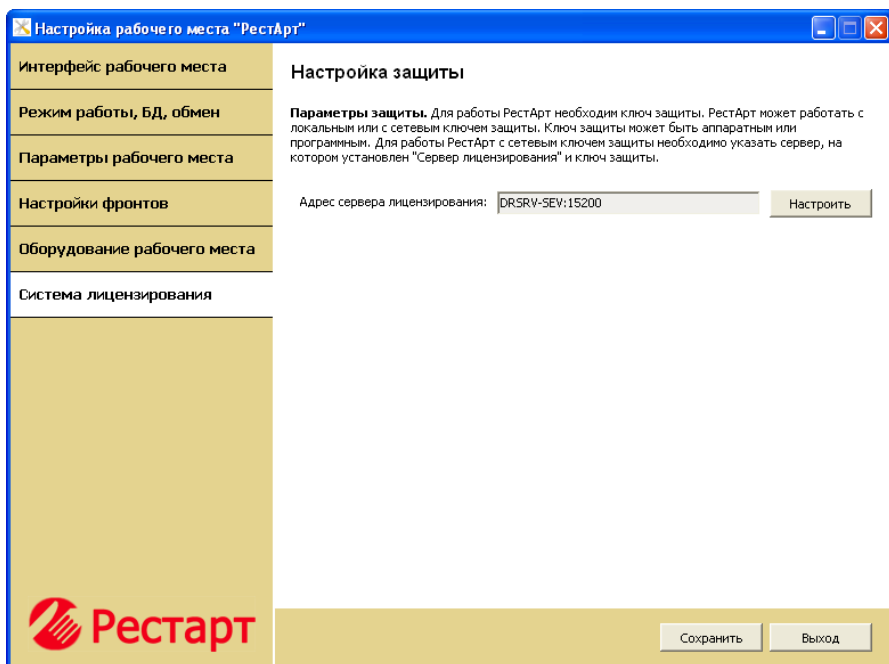 Настройка рабочего места "РестАрт"
Интерфейс рабочего места
Режим работы, БД, обмен
Параметры рабочего места
Настройки фронтов
Оборудование рабочего места
Система лицензирования
Настройка защиты
Параметры защиты. Для работы РестАрт необходим ключ защиты. РестАрт может работать с
локальным или с сетевым ключем защиты. Ключ защиты может быть аппаратным или
программным. Для работы РестАрт с сетевым ключем защиты необходимо указать сервер, на
котором установлен "Сервер лицензирования" и ключ защиты.
Адрес сервера лицензирования: DRSRV-SEV:15200 Настроить
Рестарт
Сохранить Выход